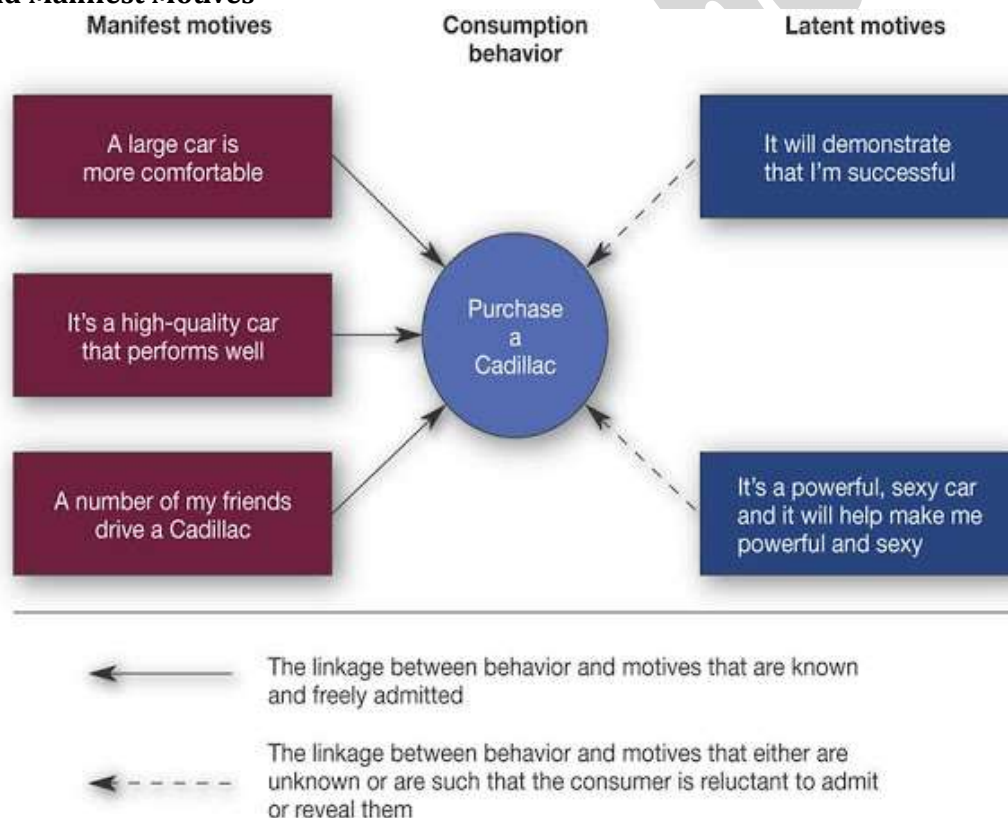 nd Manifest Motives
Manifest motives
Consumption
behavior
Latent motives
A large car is
more comfortable
It's a high-quality car
that performs well
A number of my friends
drive a Cadillac
Purchase
a
Cadillac
It will demonstrate
that I'm successful
It's a powerful, sexy car
and it will help make me
powerful and sexy
The linkage between behavior and motives that are known
and freely admitted
The linkage between behavior and motives that either are
unknown or are such that the consumer is reluctant to admit
or reveal them